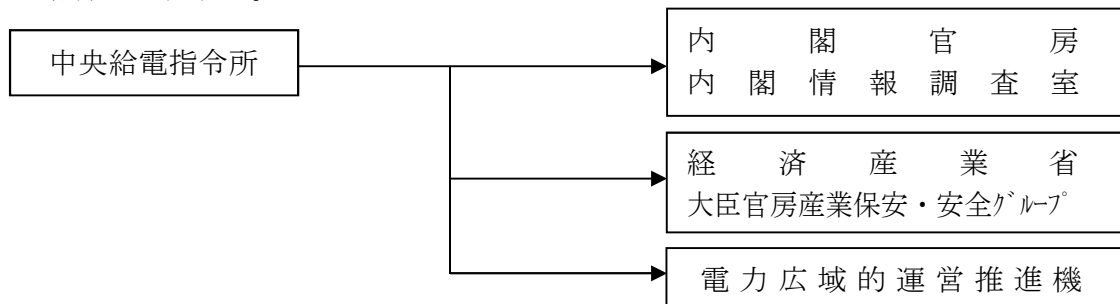 中央給電指令所
内閣官房
内閣情報調査室
経済産業省
大臣官房産業保安・安全ｸﾞﾙｰﾌﾟ
電力広域的運営推進機